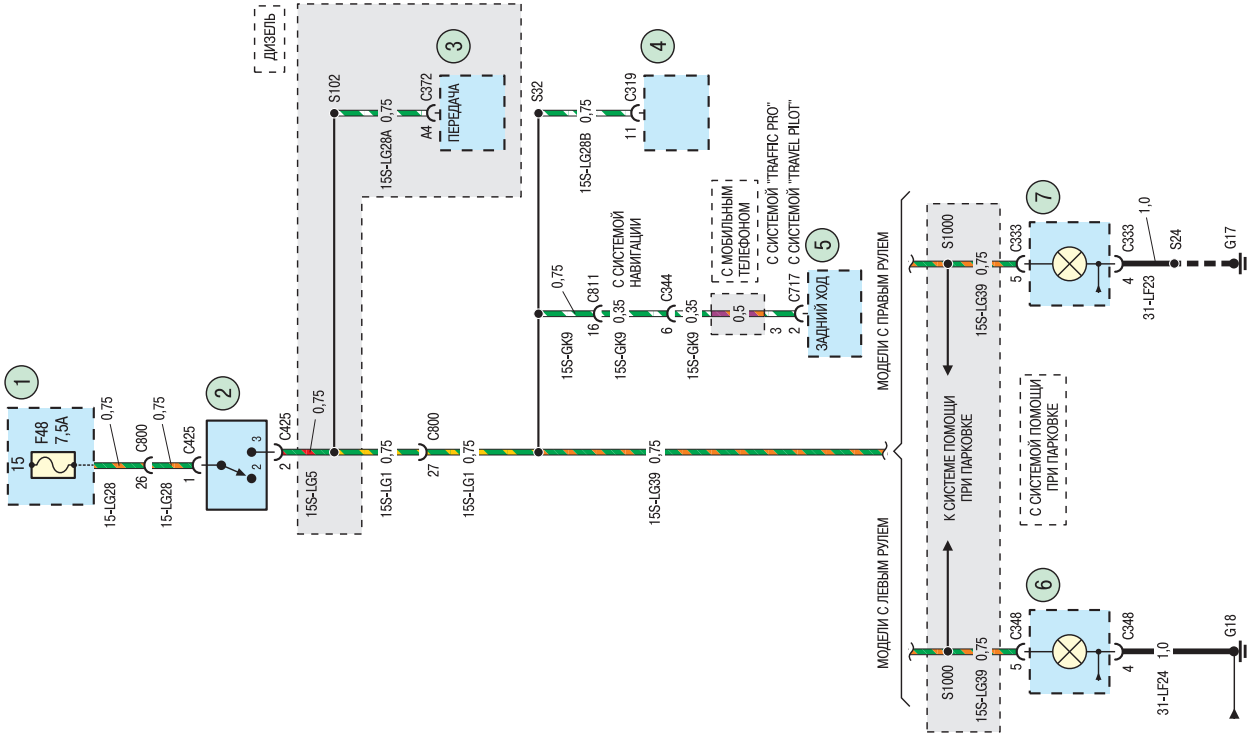 1
15
F48
7,5A
0,75
15-LG28
C800
26
0,75
15-LG28
C425
1
2
2
3
C425
2
ДИЗЕЛЬ
0,75
15S-LG5
S102
15S-LG28A
0,75
C372
A4
ПЕРЕДАЧА
3
15S-LG1
0,75
C800
27
15S-LG1
0,75
S32
15S-LG28B
0,75
C319
11
4
0,75
15S-GK9
C811
16
15S-GK9
0,35
С СИСТЕМОЙ
НАВИГАЦИИ
C344
6
15S-GK9
0,35
С МОБИЛЬНЫМ
ТЕЛЕФОНОМ
0,5
С СИСТЕМОЙ "TRAFFIC PRO"
С СИСТЕМОЙ "TRAVEL PILOT"
3
2
C717
ЗАДНИЙ ХОД
5
15S-LG39
0,75
МОДЕЛИ С ЛЕВЫМ РУЛЕМ
МОДЕЛИ С ПРАВЫМ РУЛЕМ
S1000
К СИСТЕМЕ ПОМОЩИ
ПРИ ПАРКОВКЕ
S1000
15S-LG39
0,75
15S-LG39
0,75
С СИСТЕМОЙ ПОМОЩИ
ПРИ ПАРКОВКЕ
5
C348
6
C348
4
31-LF24
1,0
G18
5
C333
7
C333
4
1,0
31-LF23
S24
G17